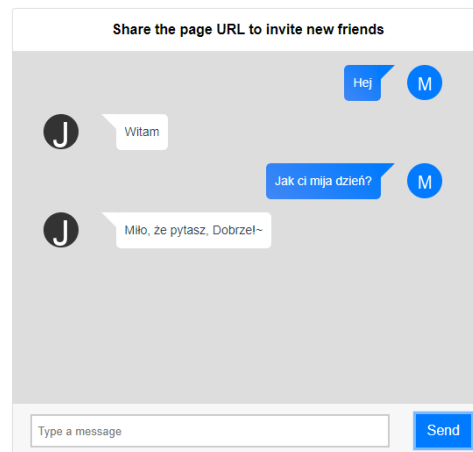 Share the page URL to invite new friends
Hej
M
J
Witam
Jak ci mija dzień?
M
J
Miło, że pytasz, Dobrze!~
Type a message
Send